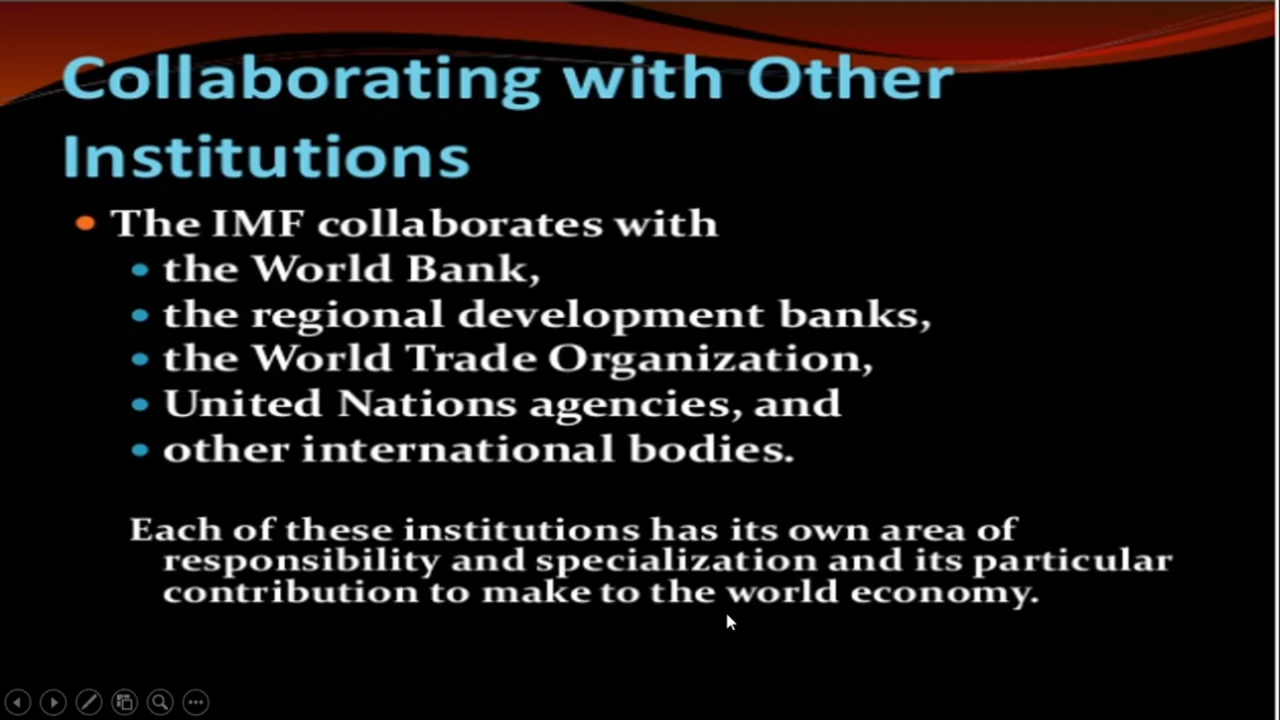 Collaborating with Other
Institutions
The IMF collaborates with
the World Bank,
the regional development banks,
the World Trade Organization,
United Nations agencies, and
other international bodies.
Each of these institutions has its own area of
responsibility and specialization and its particular
contribution to make to the world economy.